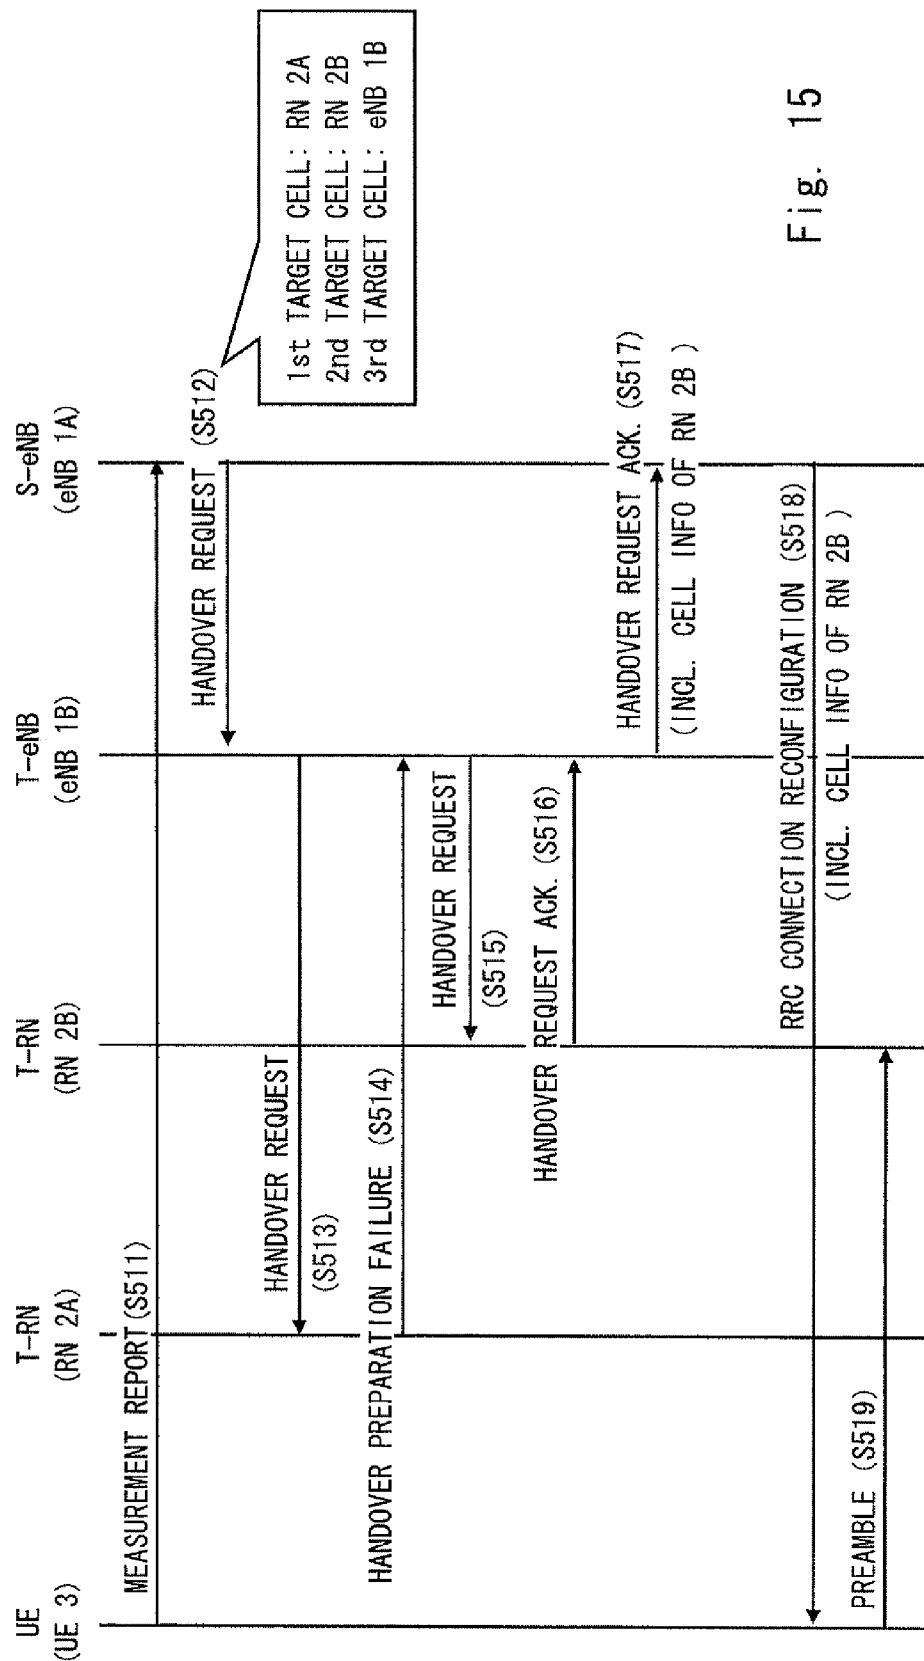 UE
(UE 3)
T-RN
(RN 2A)
T-RN
(RN 2B)
T-eNB
(eNB 1B)
S-eNB
(eNB 1A)
MEASUREMENT REPORT(S511)
HANDOVER REQUEST (S512)
1st TARGET CELL: RN 2A
2nd TARGET CELL: RN 2B
3rd TARGET CELL: eNB 1B
HANDOVER REQUEST
(S513)
HANDOVER PREPARATION FAILURE (S514)
HANDOVER REQUEST
(S515)
HANDOVER REQUEST ACK. (S516)
HANDOVER REQUEST ACK. (S517)
(INCL. CELL INFO OF RN 2B )
RRC CONNECTION RECONFIGURATION (S518)
(INCL. CELL INFO OF RN 2B )
PREAMBLE (S519)
Fig. 15